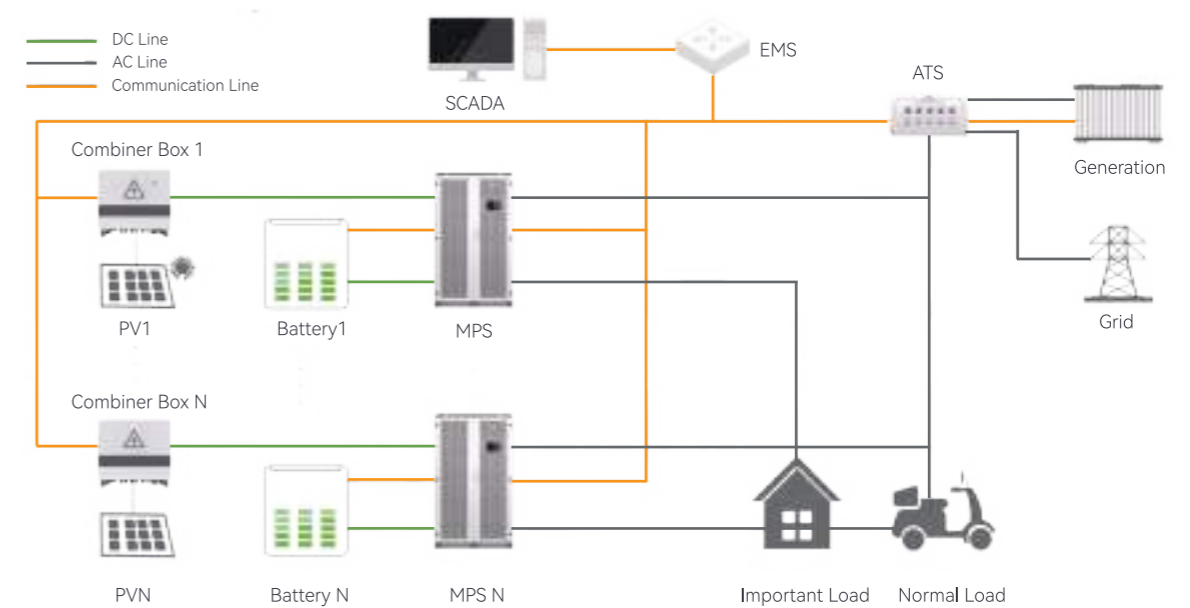 DC Line
AC Line
Communication Line
SCADA
EMS
ATS
Generation
Combiner Box 1
PV1
Battery1
MPS
Grid
Combiner Box N
PVN
Battery N
MPS N
Important Load
Normal Load